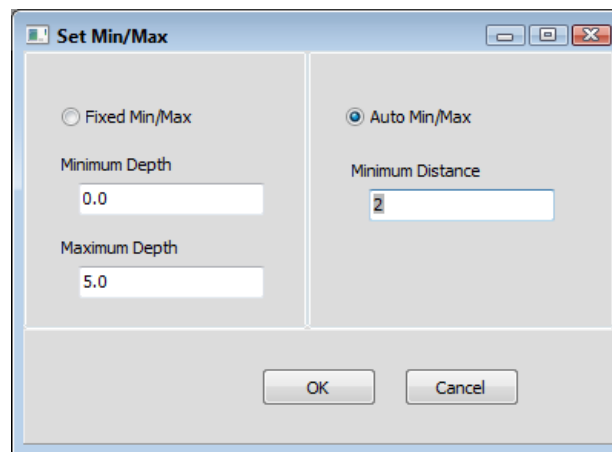 Set Min/Max
Fixed Min/Max
Minimum Depth
0.0
Maximum Depth
5.0
Auto Min/Max
Minimum Distance
2
OK
Cancel